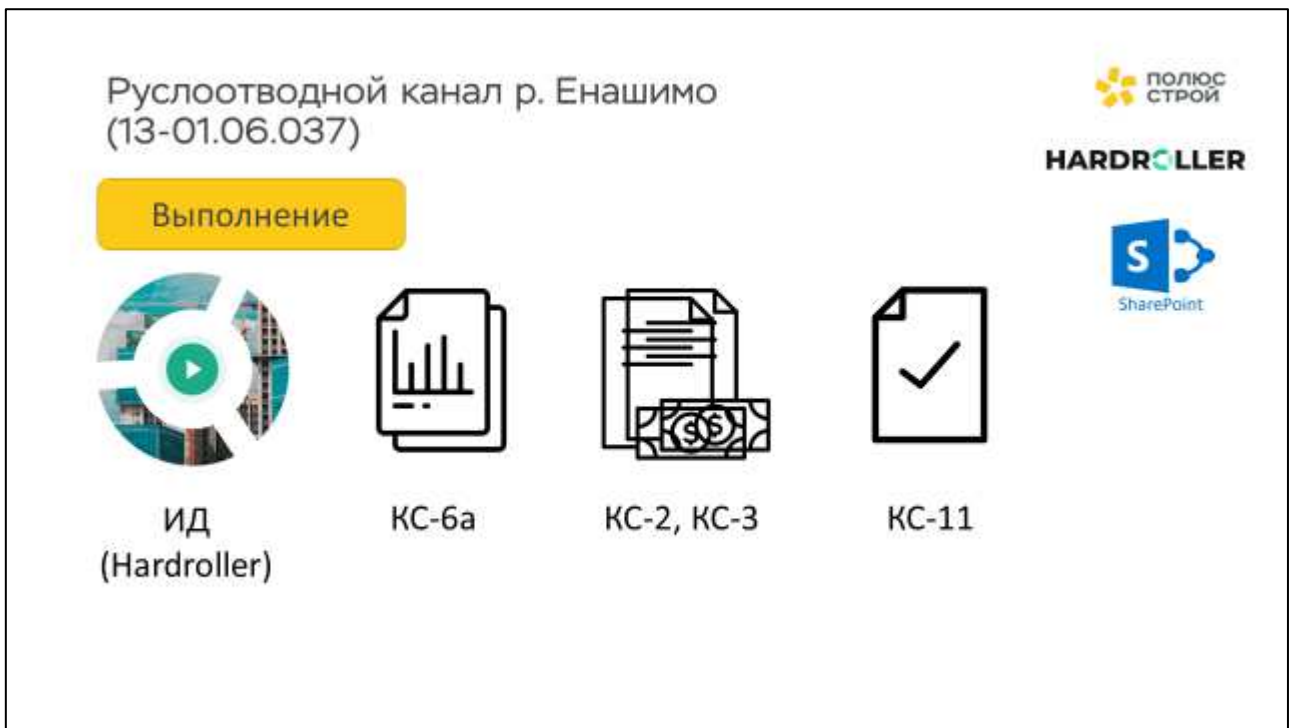 Руслоотводной канал р. Енашимо
(13-01.06.037)
ПОЛЮС
СТРОЙ
HARDROLLER
Выполнение
S
SharePoint
$ $
ИД
(Hardroller)
КС-6а
КС-2, КС-3
КС-11